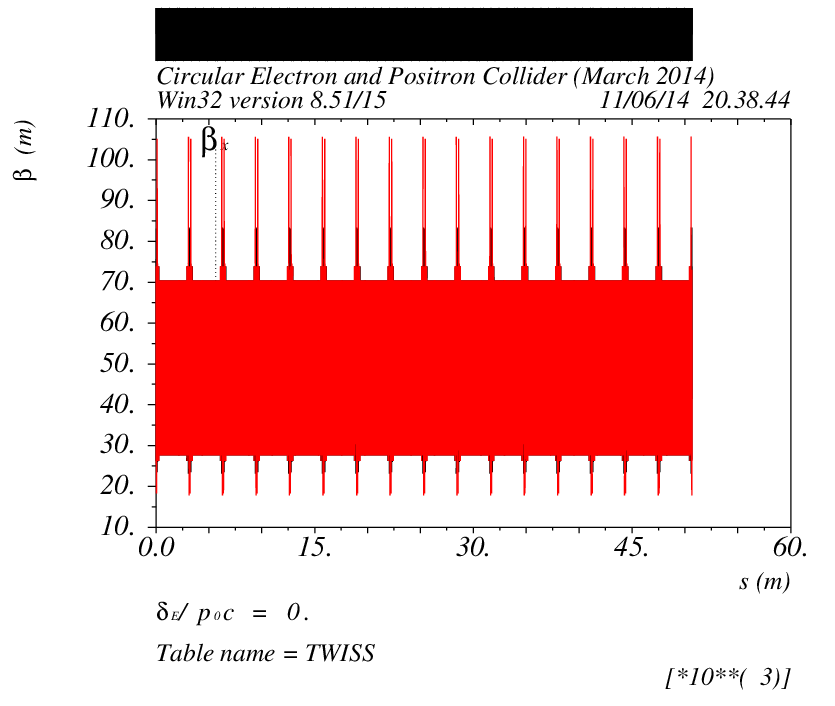 Circular Electron and Positron Collider (March 2014)
Win32 version 8.51/15 11/06/14 20.38.44
β (m)
110.
100.
90.
80.
70.
60.
50.
40.
30.
20.
10.
βx
0.0 15. 30. 45. 60.
s (m)
δE/ p0c = 0.
Table name = TWISS
[*10**( 3)]